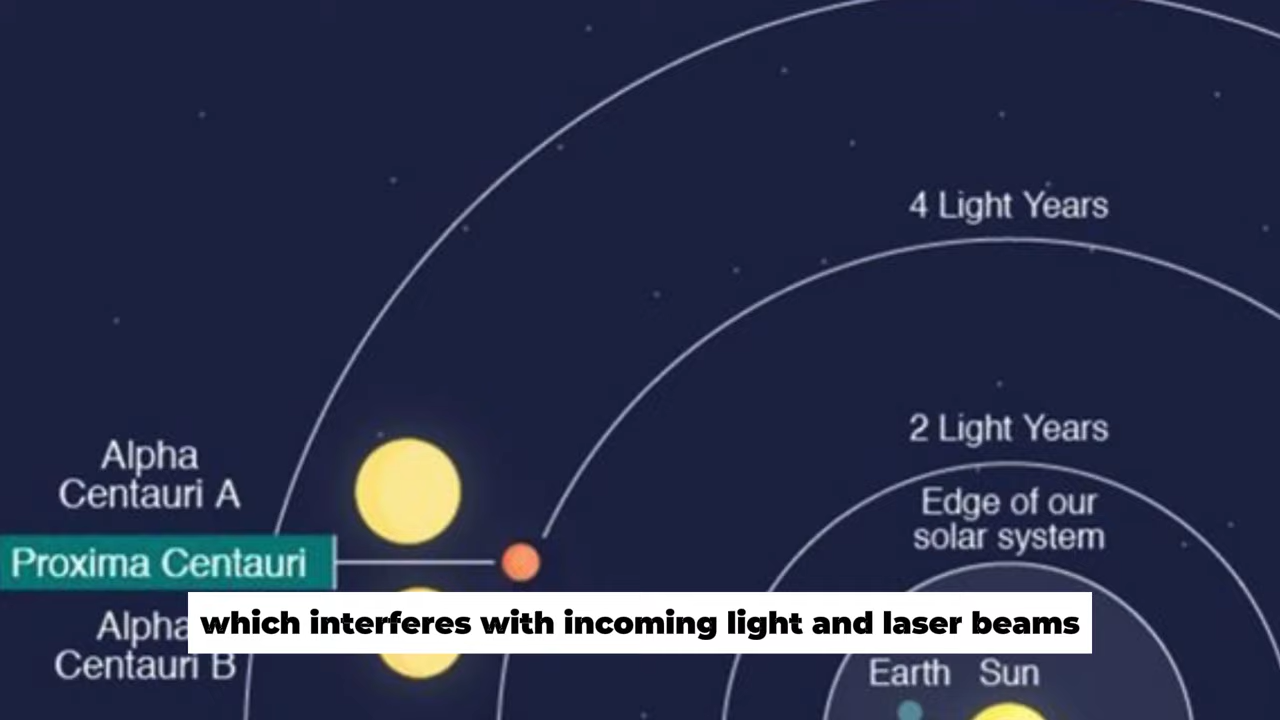 4 Light Years
2 Light Years
Edge of our
solar system
Alpha
Centauri A
Proxima Centauri
Alpha
Centauri B
which interferes with incoming light and laser beams
Earth
Sun